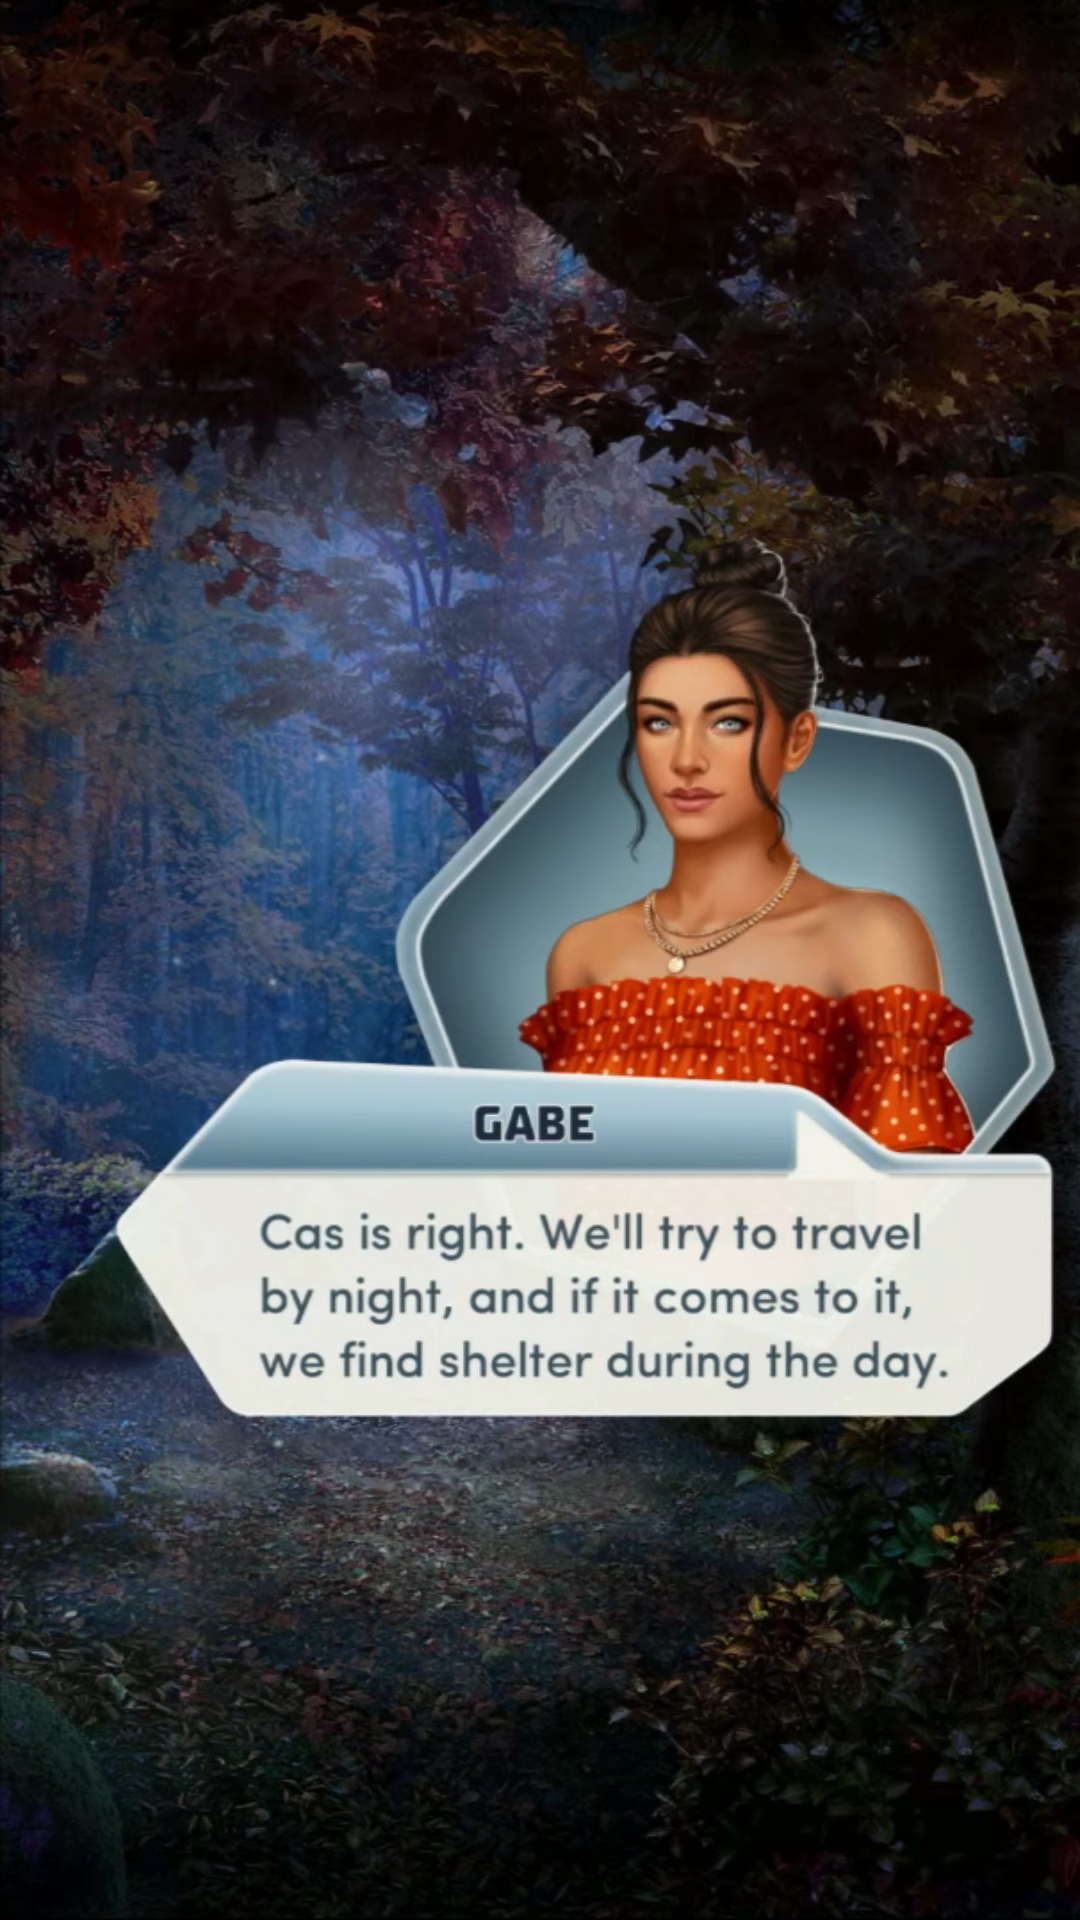 GABE
Cas is right. We'll try to travel
by night, and if it comes to it,
we find shelter during the day.